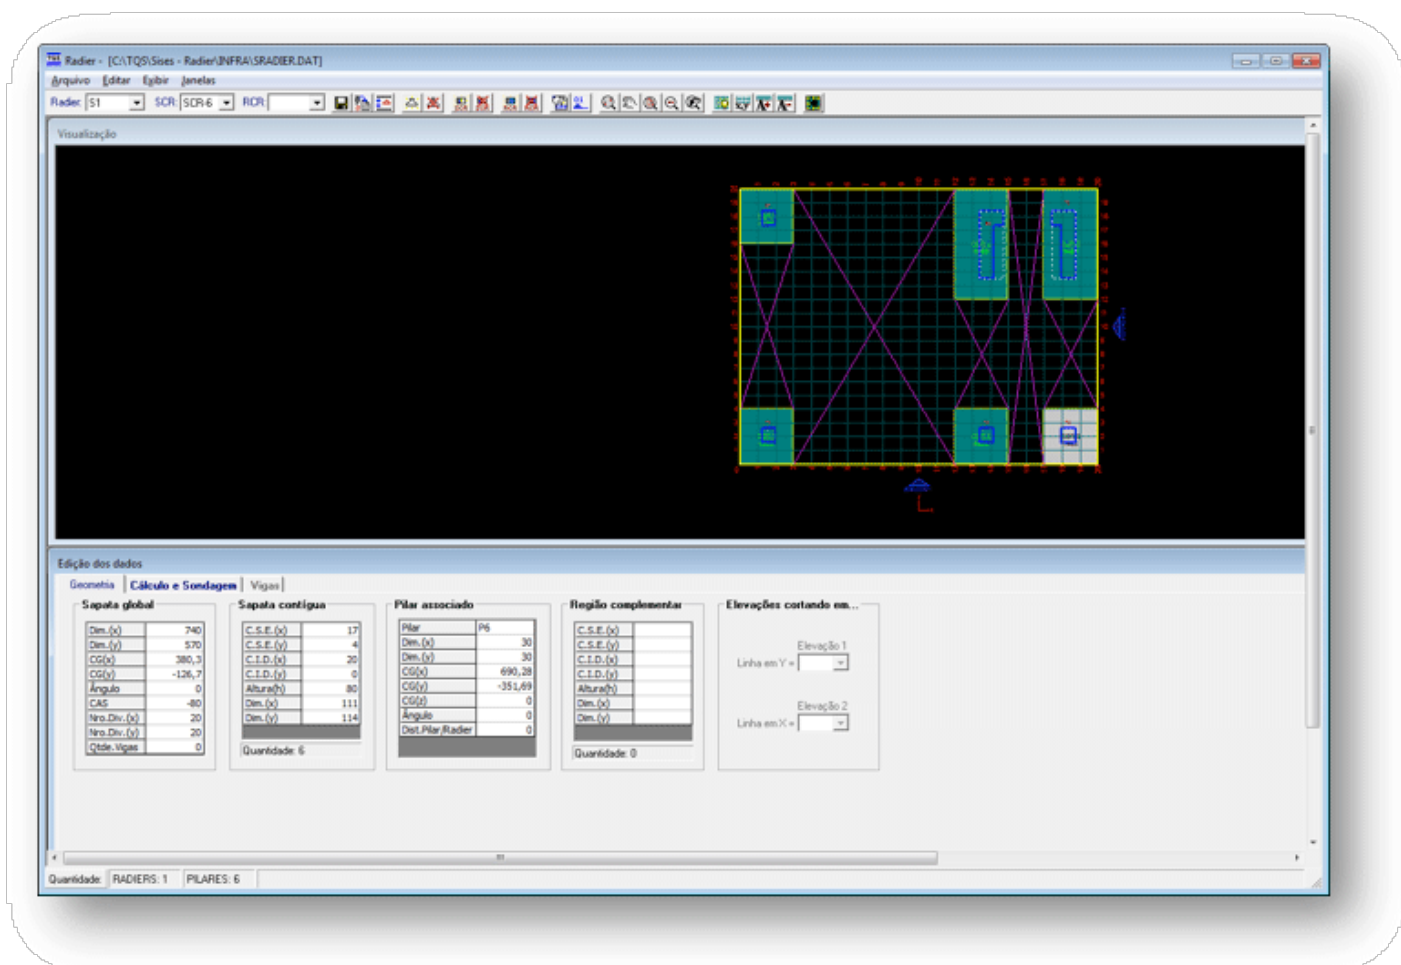 Radier - [C:\TQS\Sises - Radier\INFRA\SRADIER.DAT]
Arquivo Editar Exibir Janelas
Radier: S1 SCR: SCR-6 RCR:
Visualização
Edição dos dados
Geometria Cálculo e Sondagem Vigas
Sapata global
Dim.(x) 740
Dim.(y) 570
CG(x) 380,3
CG(y) -126,7
Ângulo 0
CAS -80
Nro.Div.(x) 20
Nro.Div.(y) 20
Qtde.Vigas 0
Sapata contígua
C.S.E.(x) 17
C.S.E.(y) 4
C.I.D.(x) 20
C.I.D.(y) 0
Altura(h) 80
Dim.(x) 111
Dim.(y) 114
Quantidade: 6
Pilar associado
Pilar P6
Dim.(x) 30
Dim.(y) 30
CG(x) 690,28
CG(y) -351,69
CG(z) 0
Ângulo 0
Dist.Pilar/Radier 0
Região complementar
C.S.E.(x)
C.S.E.(y)
C.I.D.(x)
C.I.D.(y)
Altura(h)
Dim.(x)
Dim.(y)
Quantidade: 0
Elevações cortando em...
Elevação 1
Linha em Y =
Elevação 2
Linha em X =
Quantidade: RADIERS: 1 PILARES: 6